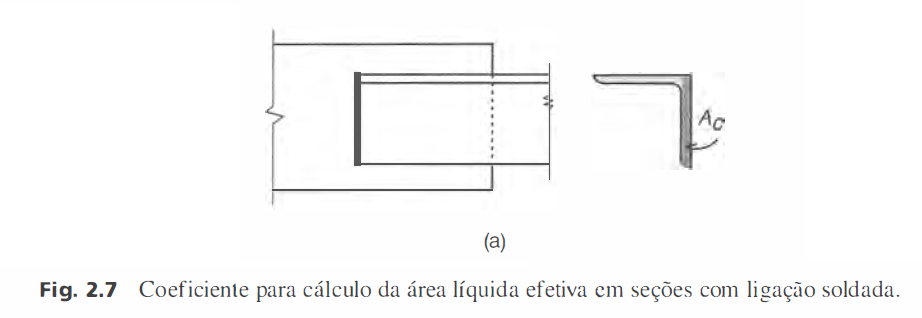 Ac
(a)
Fig. 2.7 Coeficiente para cálculo da área líquida efetiva em seções com ligação soldada.